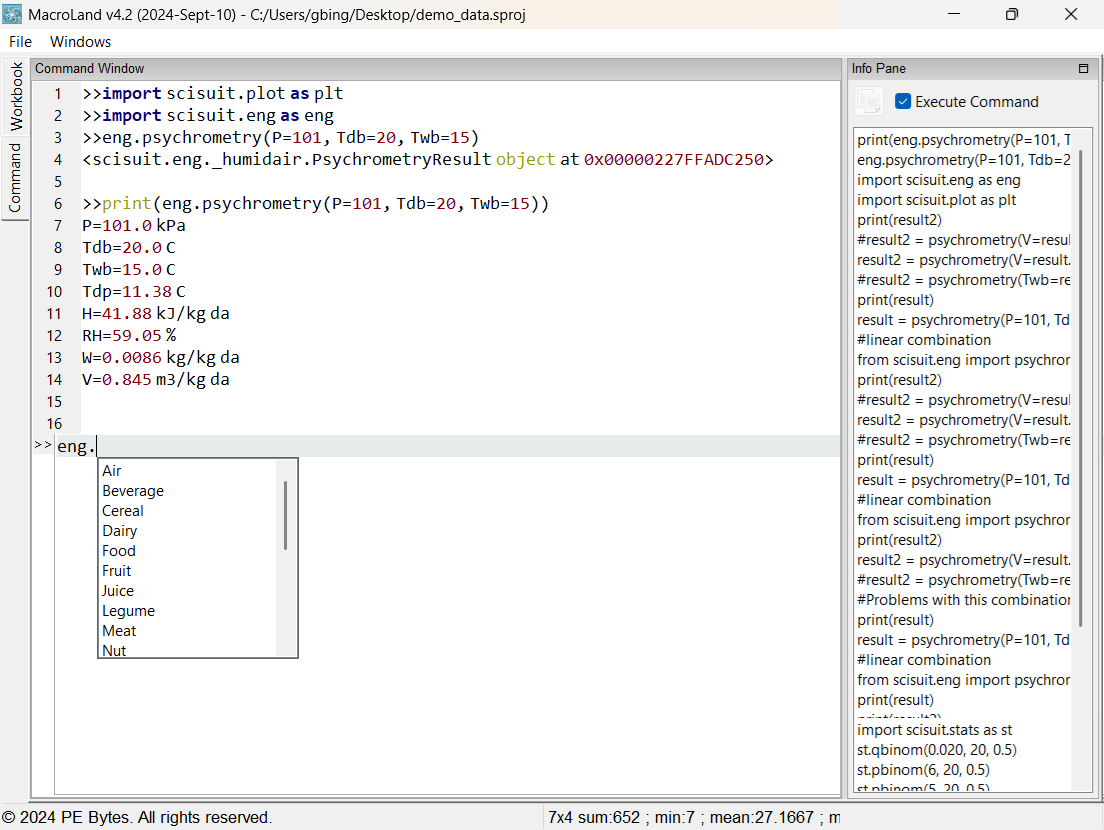 MacroLand v4.2 (2024-Sept-10) - C:/Users/gbing/Desktop/demo_data.sproj
File Windows
Workbook
Command
Command Window
1 >>import scisuit.plot as plt
2 >>import scisuit.eng as eng
3 >>eng.psychrometry(P=101, Tdb=20, Twb=15)
4 <scisuit.eng._humidair.PsychrometryResult object at 0x00000227FFADC250>
5
6 >>print(eng.psychrometry(P=101, Tdb=20, Twb=15))
7 P=101.0 kPa
8 Tdb=20.0 C
9 Twb=15.0 C
10 Tdp=11.38 C
11 H=41.88 kJ/kg da
12 RH=59.05 %
13 W=0.0086 kg/kg da
14 V=0.845 m3/kg da
15
16
>> eng.
Air
Beverage
Cereal
Dairy
Food
Fruit
Juice
Legume
Meat
Nut
Info Pane
Execute Command
print(eng.psychrometry(P=101, T
eng.psychrometry(P=101, Tdb=2
import scisuit.eng as eng
import scisuit.plot as plt
print(result2)
#result2 = psychrometry(V=resul
result2 = psychrometry(V=result.
#result2 = psychrometry(Twb=re
print(result)
result = psychrometry(P=101, Td
#linear combination
from scisuit.eng import psychror
print(result2)
#result2 = psychrometry(V=resul
result2 = psychrometry(V=result.
#result2 = psychrometry(Twb=re
print(result)
result = psychrometry(P=101, Td
#linear combination
from scisuit.eng import psychror
print(result2)
result2 = psychrometry(V=result.
#result2 = psychrometry(Twb=re
#Problems with this combination
print(result)
result = psychrometry(P=101, Td
#linear combination
from scisuit.eng import psychror
print(result)
print(result2)
import scisuit.stats as st
st.qbinom(0.020, 20, 0.5)
st.pbinom(6, 20, 0.5)
st.pbinom(5, 20, 0.5)
© 2024 PE Bytes. All rights reserved.
7x4 sum:652 ; min:7 ; mean:27.1667 ; m